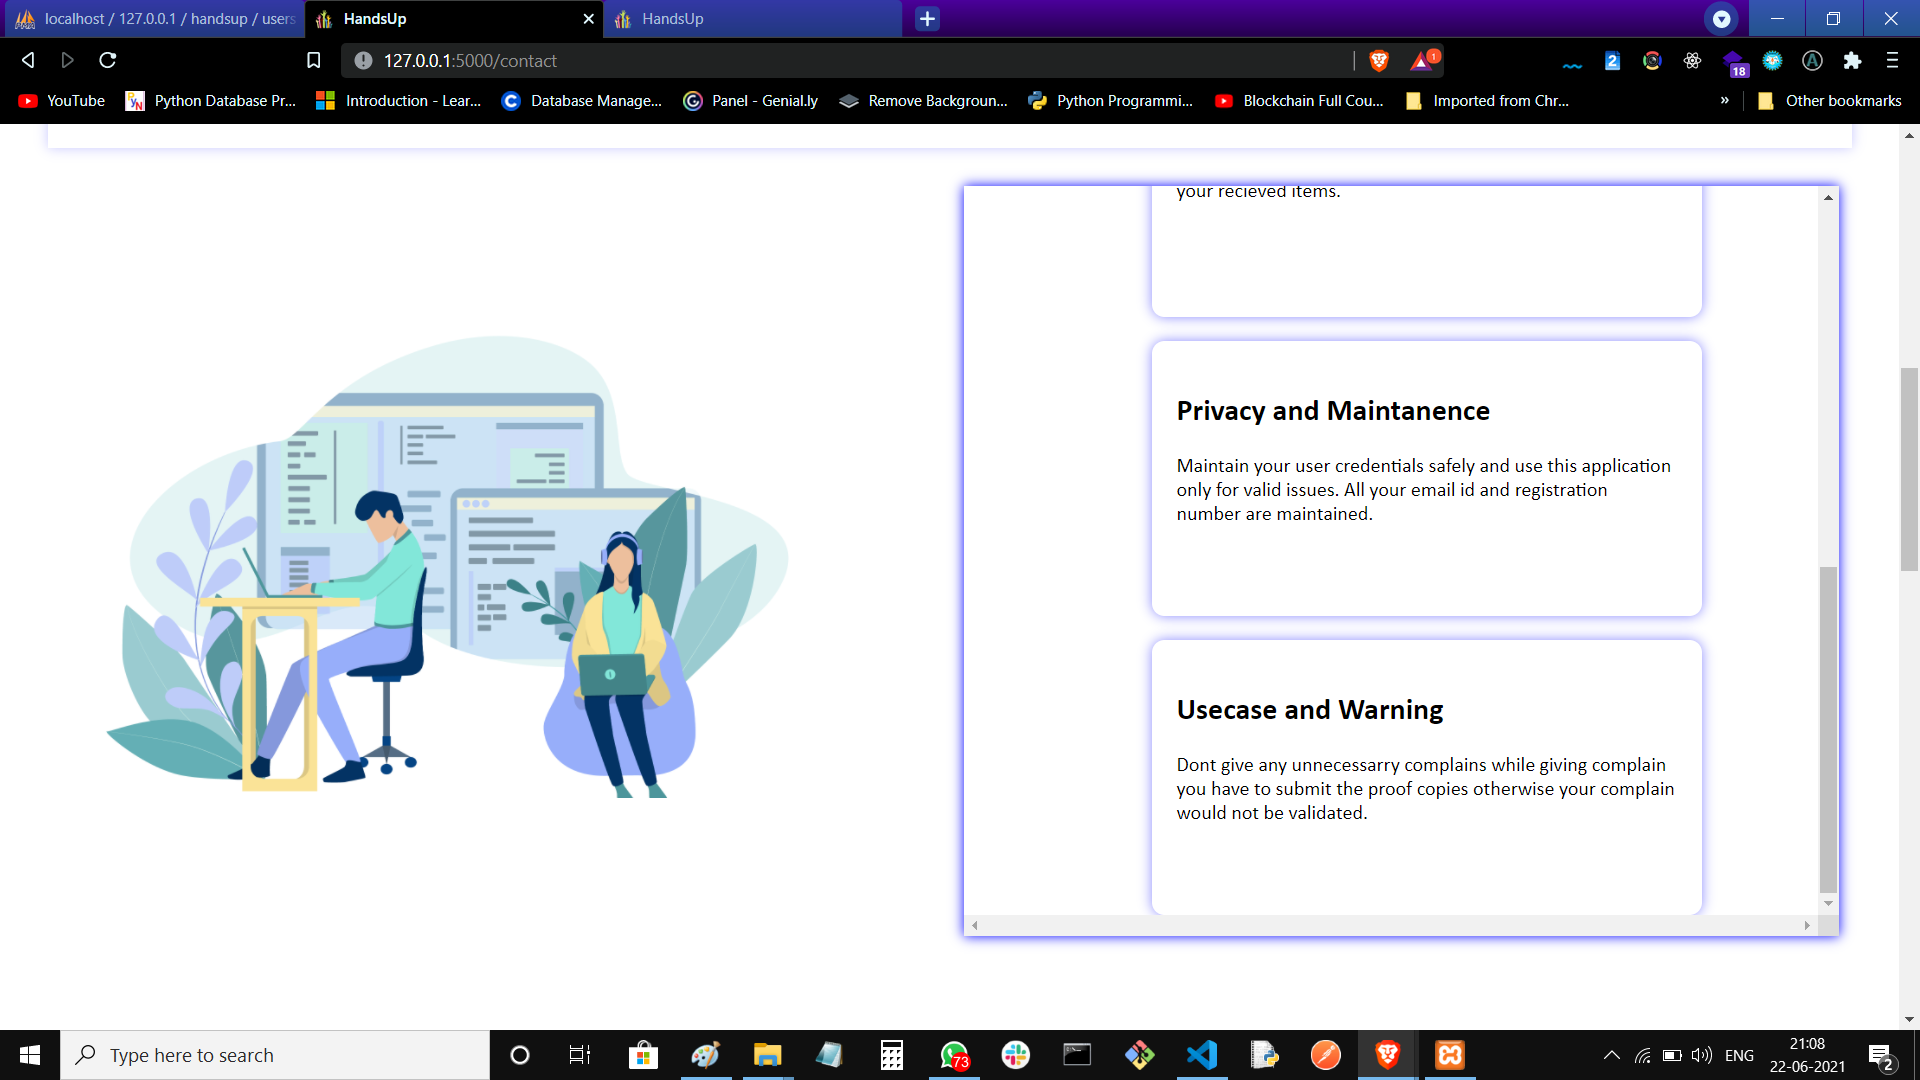 localhost / 127.0.0.1 / handsup / users
HandsUp
HandsUp
127.0.0.1:5000/contact
1
2
18
YouTube
Python Database Pr...
Introduction - Lear...
Database Manage...
Panel - Genial.ly
Remove Backgroun...
Python Programmi...
Blockchain Full Cou...
Imported from Chr...
»
Other bookmarks
your recieved items.
Privacy and Maintanence
Maintain your user credentials safely and use this application
only for valid issues. All your email id and registration
number are maintained.
Usecase and Warning
Dont give any unnecessarry complains while giving complain
you have to submit the proof copies otherwise your complain
would not be validated.
Type here to search
73
ENG
21:08
22-06-2021
2